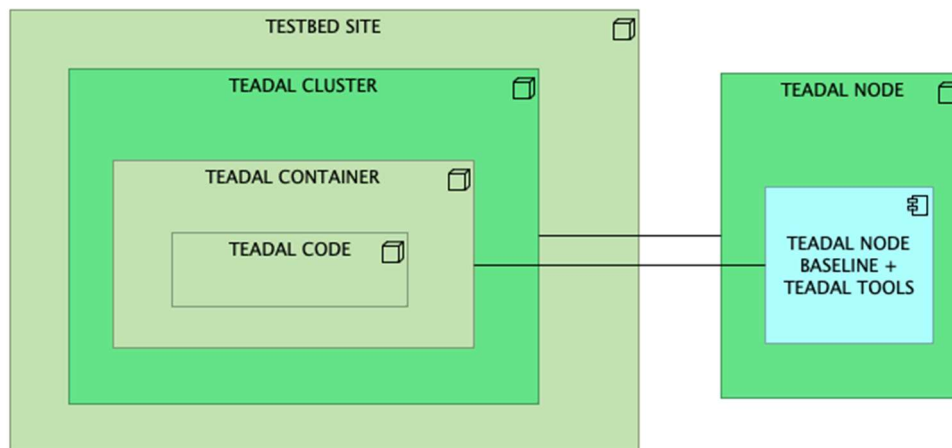 TESTBED SITE
TEADAL CLUSTER
TEADAL CONTAINER
TEADAL CODE
TEADAL NODE
TEADAL NODE
BASELINE +
TEADAL TOOLS